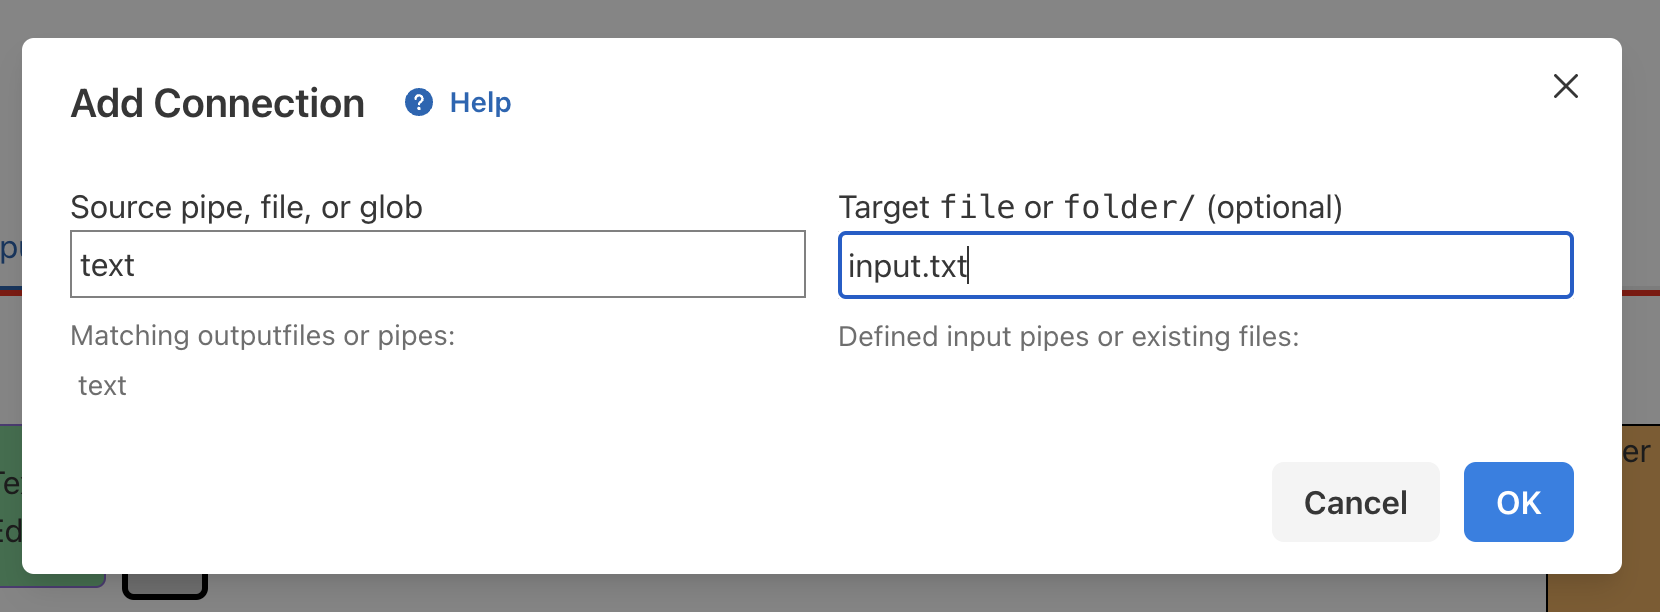 Add Connection
? Help
Source pipe, file, or glob
Target file or folder/ (optional)
text
input.txt
Matching outputfiles or pipes:
Defined input pipes or existing files:
text
Cancel
OK